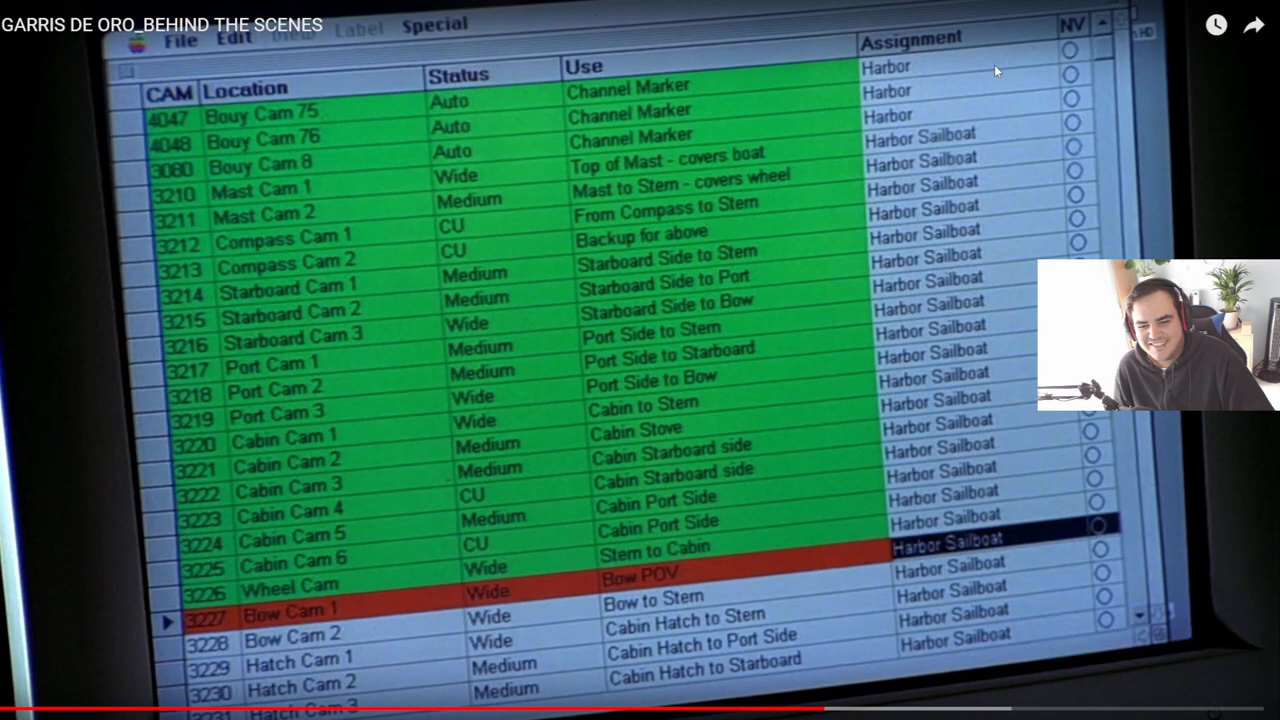 GARRIS DE ORO_BEHIND THE SCENES
File Edit View Label Special
HD
CAM Location Status Use Assignment NV
4047 Bouy Cam 75 Auto Channel Marker Harbor
4048 Bouy Cam 76 Auto Channel Marker Harbor
3080 Bouy Cam 8 Auto Channel Marker Harbor
3210 Mast Cam 1 Wide Top of Mast - covers boat Harbor Sailboat
3211 Mast Cam 2 Medium Mast to Stern - covers wheel Harbor Sailboat
3212 Compass Cam 1 CU From Compass to Stern Harbor Sailboat
3213 Compass Cam 2 CU Backup for above Harbor Sailboat
3214 Starboard Cam 1 Medium Starboard Side to Stern Harbor Sailboat
3215 Starboard Cam 2 Medium Starboard Side to Port Harbor Sailboat
3216 Starboard Cam 3 Wide Starboard Side to Bow Harbor Sailboat
3217 Port Cam 1 Medium Port Side to Stern Harbor Sailboat
3218 Port Cam 2 Medium Port Side to Starboard Harbor Sailboat
3219 Port Cam 3 Wide Port Side to Bow Harbor Sailboat
3220 Cabin Cam 1 Wide Cabin to Stern Harbor Sailboat
3221 Cabin Cam 2 Medium Cabin Stove Harbor Sailboat
3222 Cabin Cam 3 Medium Cabin Starboard side Harbor Sailboat
3223 Cabin Cam 4 CU Cabin Starboard side Harbor Sailboat
3224 Cabin Cam 5 Medium Cabin Port Side Harbor Sailboat
3225 Cabin Cam 6 CU Cabin Port Side Harbor Sailboat
3226 Wheel Cam Wide Stern to Cabin Harbor Sailboat
3227 Bow Cam 1 Wide Bow POV Harbor Sailboat
3228 Bow Cam 2 Wide Bow to Stern Harbor Sailboat
3229 Hatch Cam 1 Wide Cabin Hatch to Stern Harbor Sailboat
3230 Hatch Cam 2 Medium Cabin Hatch to Port Side Harbor Sailboat
3231 Hatch Cam 3 Medium Cabin Hatch to Starboard Harbor Sailboat